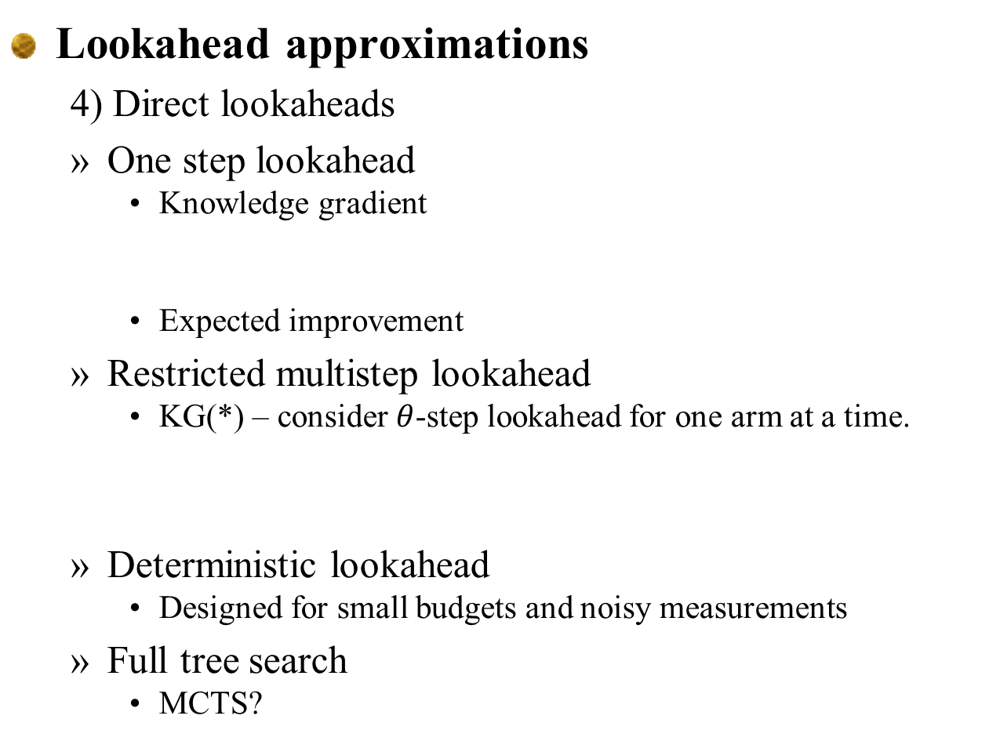 Lookahead approximations
4) Direct lookaheads
» One step lookahead
• Knowledge gradient
• Expected improvement
» Restricted multistep lookahead
• KG(*) – consider 𝜃-step lookahead for one arm at a time.
» Deterministic lookahead
• Designed for small budgets and noisy measurements
» Full tree search
• MCTS?